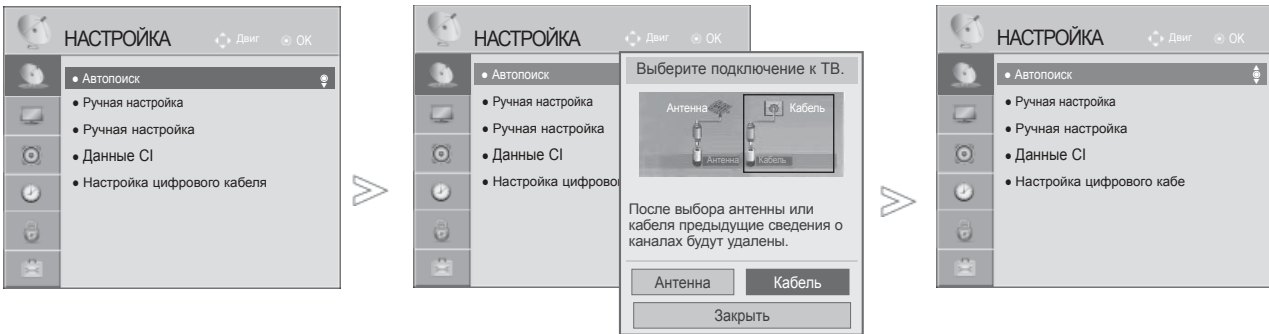 НАСТРОЙКА
Двиг
OK
● Автопоиск
● Ручная настройка
● Ручная настройка
● Данные CI
● Настройка цифрового кабеля
НАСТРОЙКА
Двиг
OK
● Автопоиск
● Ручная настройка
● Ручная настройка
● Данные CI
● Настройка цифрово
Выберите подключение к ТВ.
Антенна
Кабель
Антенна
Кабель
После выбора антенны или
кабеля предыдущие сведения о
каналах будут удалены.
Антенна
Кабель
Закрыть
НАСТРОЙКА
Двиг
OK
● Автопоиск
● Ручная настройка
● Ручная настройка
● Данные CI
● Настройка цифрового кабе